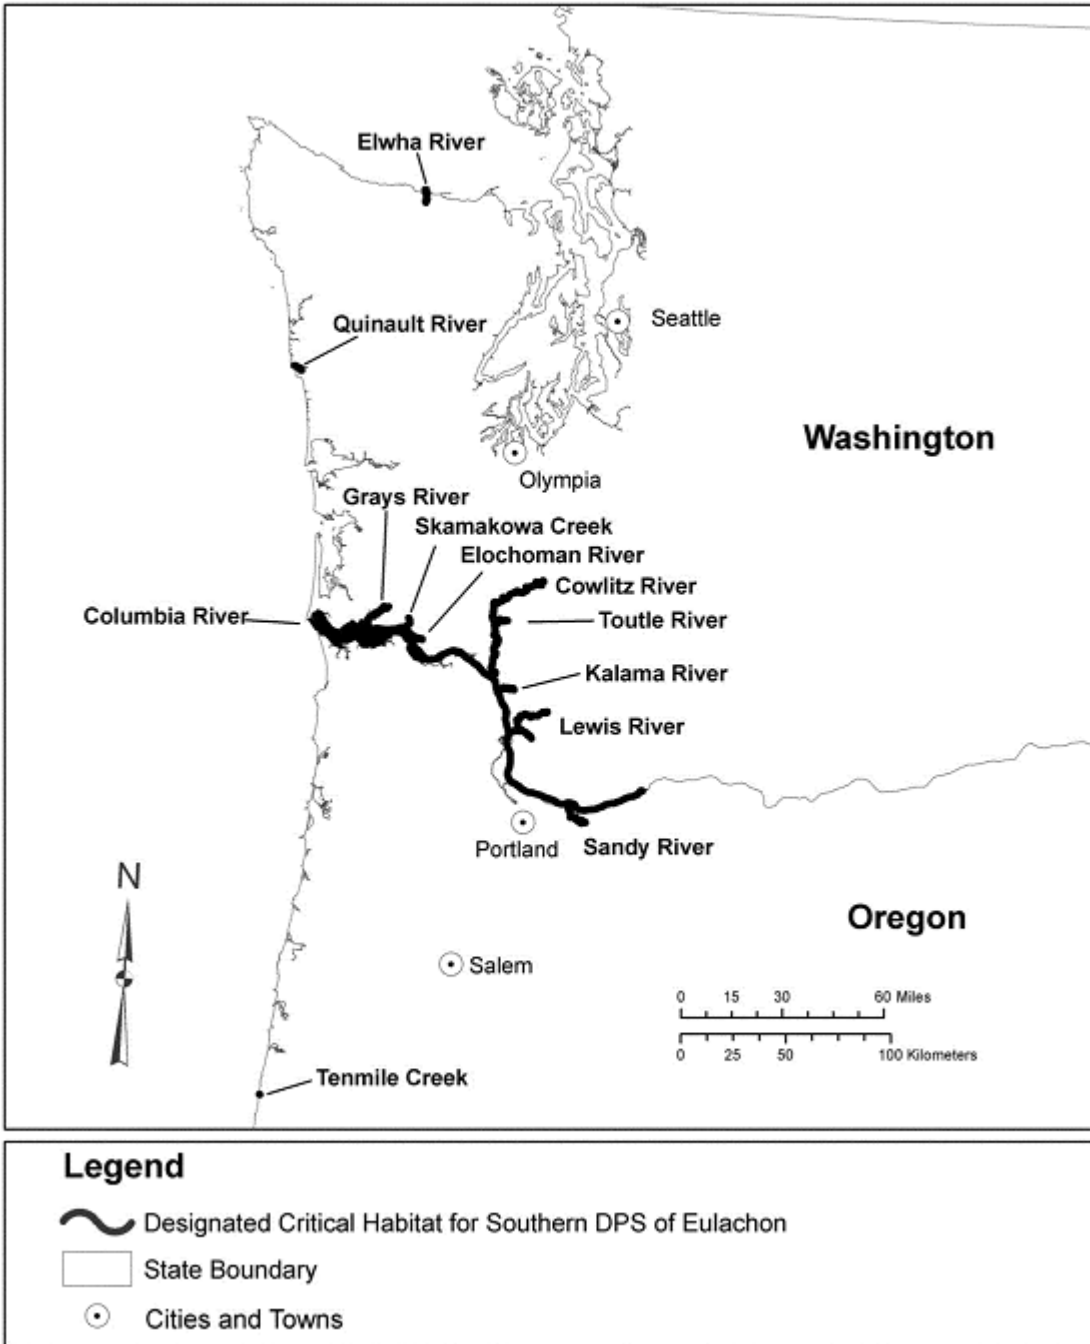 Elwha River
Quinault River
Seattle
Washington
Olympia
Grays River
Skamakowa Creek
Elochoman River
Cowlitz River
Columbia River
Toutle River
Kalama River
Lewis River
Portland
Sandy River
N
Oregon
Salem
0 15 30 60 Miles
0 25 50 100 Kilometers
Tenmile Creek
Legend
Designated Critical Habitat for Southern DPS of Eulachon
State Boundary
Cities and Towns